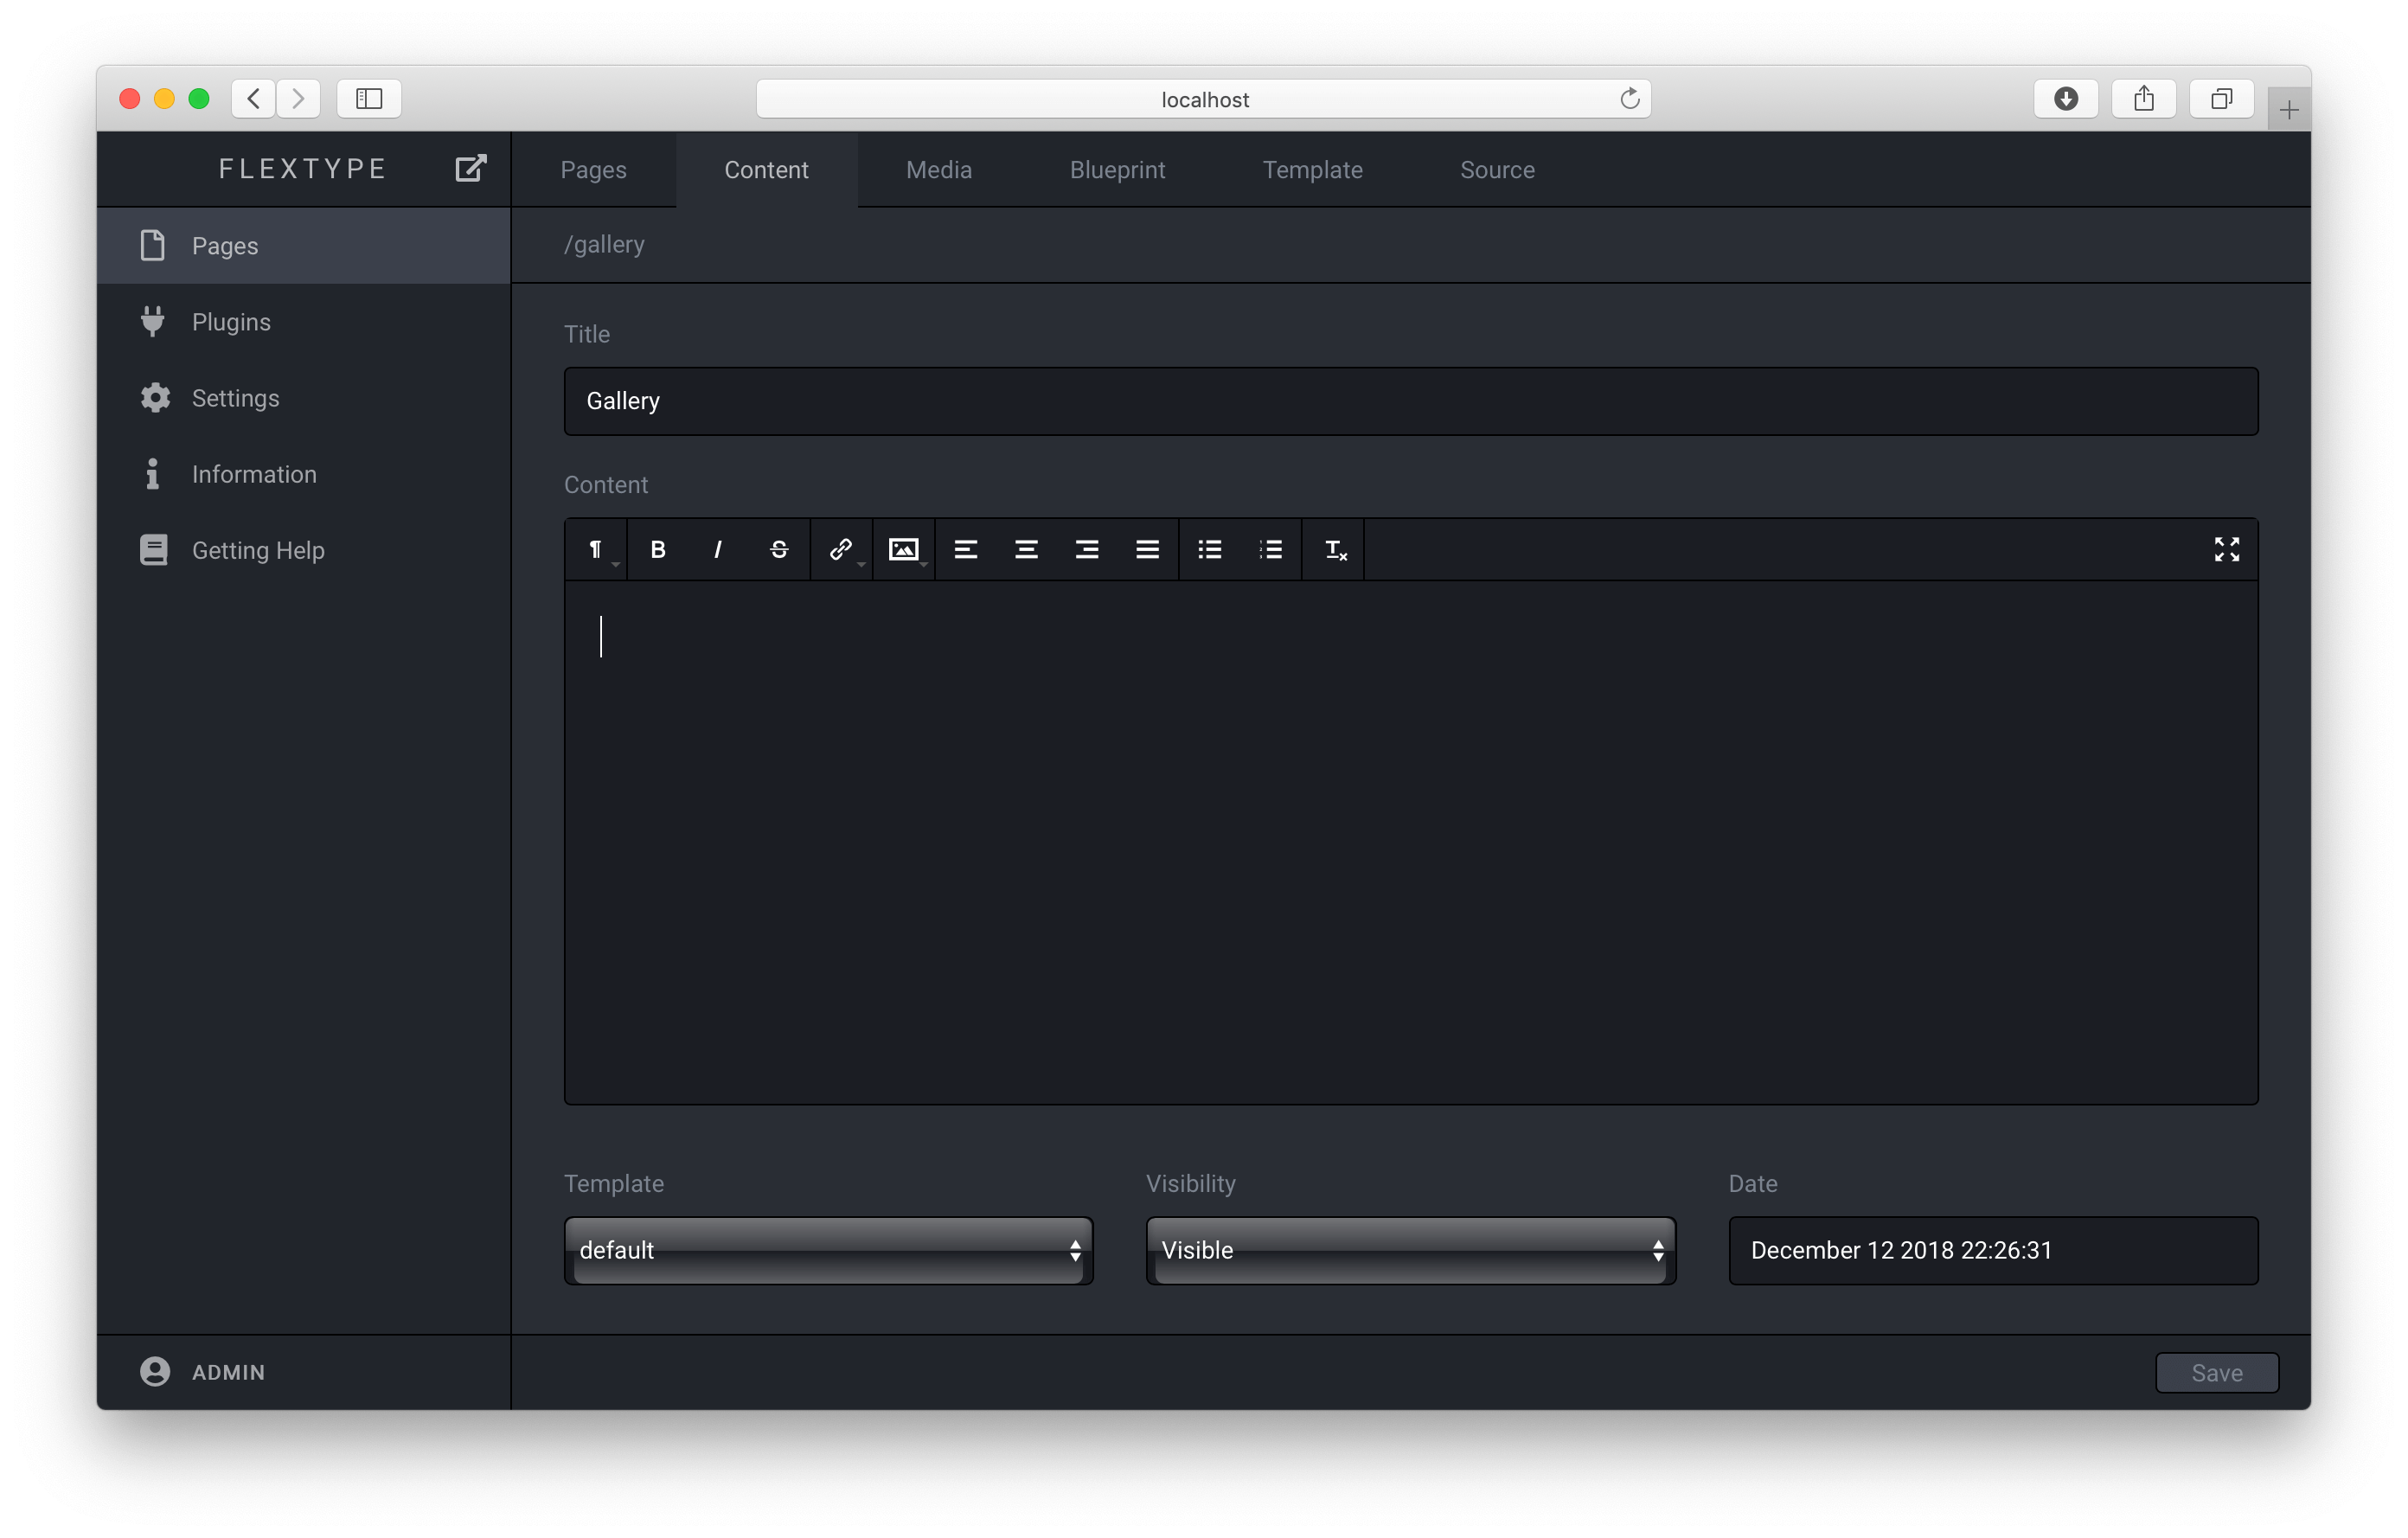 localhost
FLEXTYPE
Pages Content Media Blueprint Template Source
Pages
Plugins
Settings
Information
Getting Help
/gallery
Title
Gallery
Content
Template Visibility Date
default Visible December 12 2018 22:26:31
ADMIN
Save